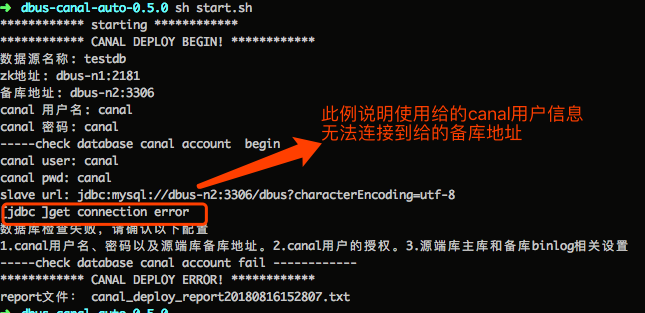 ➜ dbus-canal-auto-0.5.0 sh start.sh
************ starting ************
************ CANAL DEPLOY BEGIN! ************
数据源名称: testdb
zk地址: dbus-n1:2181
备库地址: dbus-n2:3306
canal 用户名: canal
canal 密码: canal
-----check database canal account  begin
canal user: canal
canal pwd: canal
slave url: jdbc:mysql://dbus-n2:3306/dbus?characterEncoding=utf-8
[jdbc ]get connection error
数据库检查失败，请确认以下配置
1.canal用户名、密码以及源端库备库地址。2.canal用户的授权。3.源端库主库和备库binlog相关设置
-----check database canal account fail ------------
************ CANAL DEPLOY ERROR! ************
report文件： canal_deploy_report20180816152807.txt
➜ dbus-canal-auto-0.5.0
此例说明使用给的canal用户信息
无法连接到给的备库地址